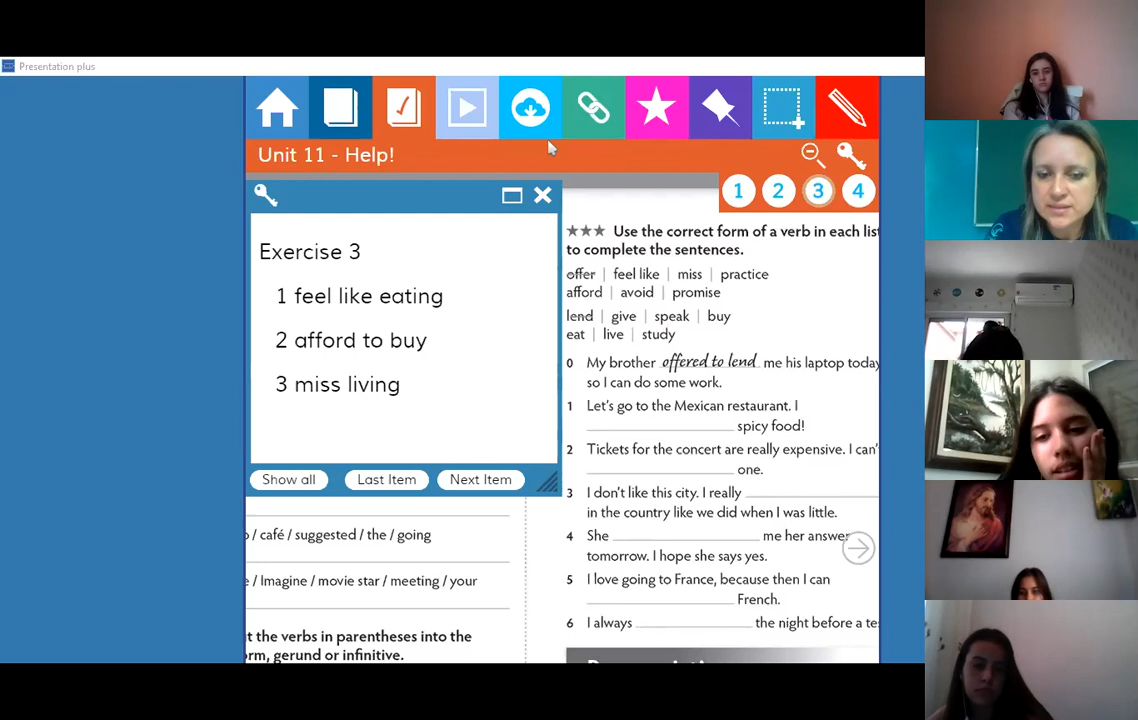 Presentation plus
Unit 11 - Help!
1 2 3 4
Exercise 3
1 feel like eating
2 afford to buy
3 miss living
Show all Last Item Next Item
/ café / suggested / the / going
/ Imagine / movie star / meeting / your
t the verbs in parentheses into the
rm, gerund or infinitive.
★★★ Use the correct form of a verb in each list
to complete the sentences.
offer | feel like | miss | practice
afford | avoid | promise
lend | give | speak | buy
eat | live | study
0 My brother offered to lend me his laptop today
so I can do some work.
1 Let's go to the Mexican restaurant. I
____________ spicy food!
2 Tickets for the concert are really expensive. I can'
____________ one.
3 I don't like this city. I really ____________
in the country like we did when I was little.
4 She ____________ me her answer
tomorrow. I hope she says yes.
5 I love going to France, because then I can
____________ French.
6 I always ____________ the night before a te